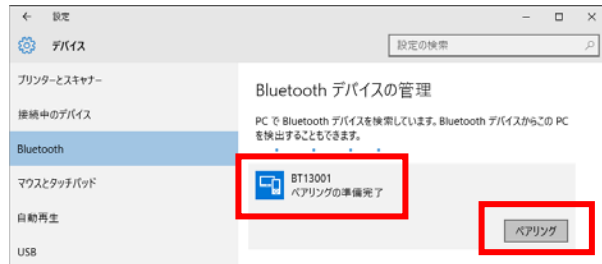 ← 設定
デバイス
設定の検索
プリンターとスキャナー
接続中のデバイス
Bluetooth
マウスとタッチパッド
自動再生
USB
Bluetooth デバイスの管理
PC で Bluetooth デバイスを検索しています。Bluetooth デバイスからこの PC
を検出することもできます。
BT13001
ペアリングの準備完了
ペアリング